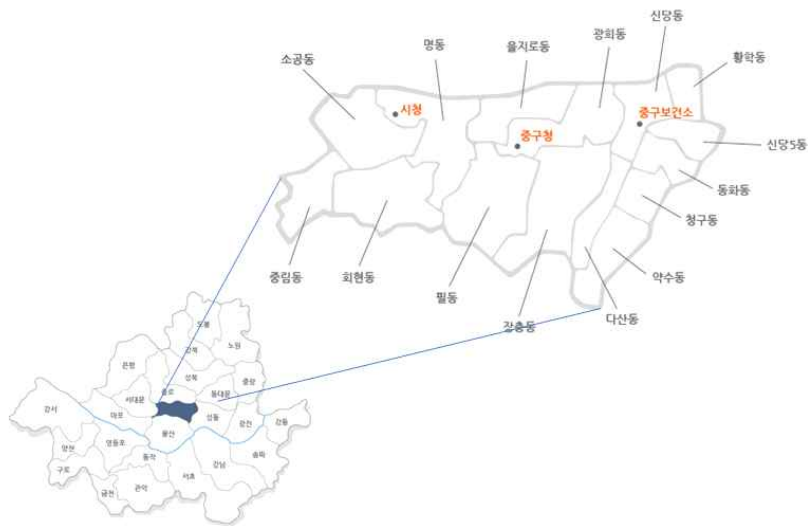 신당동
광희동
명동
을지로동
황학동
소공동
시청
중구보건소
중구청
신당5동
동화동
청구동
중림동
회현동
필동
약수동
다산동
장충동
도봉
노원
강북
은평
성북
중랑
종로
서대문
동대문
강서
마포
성동
광진
강동
용산
양천
영등포
송파
동작
강남
구로
서초
관악
금천